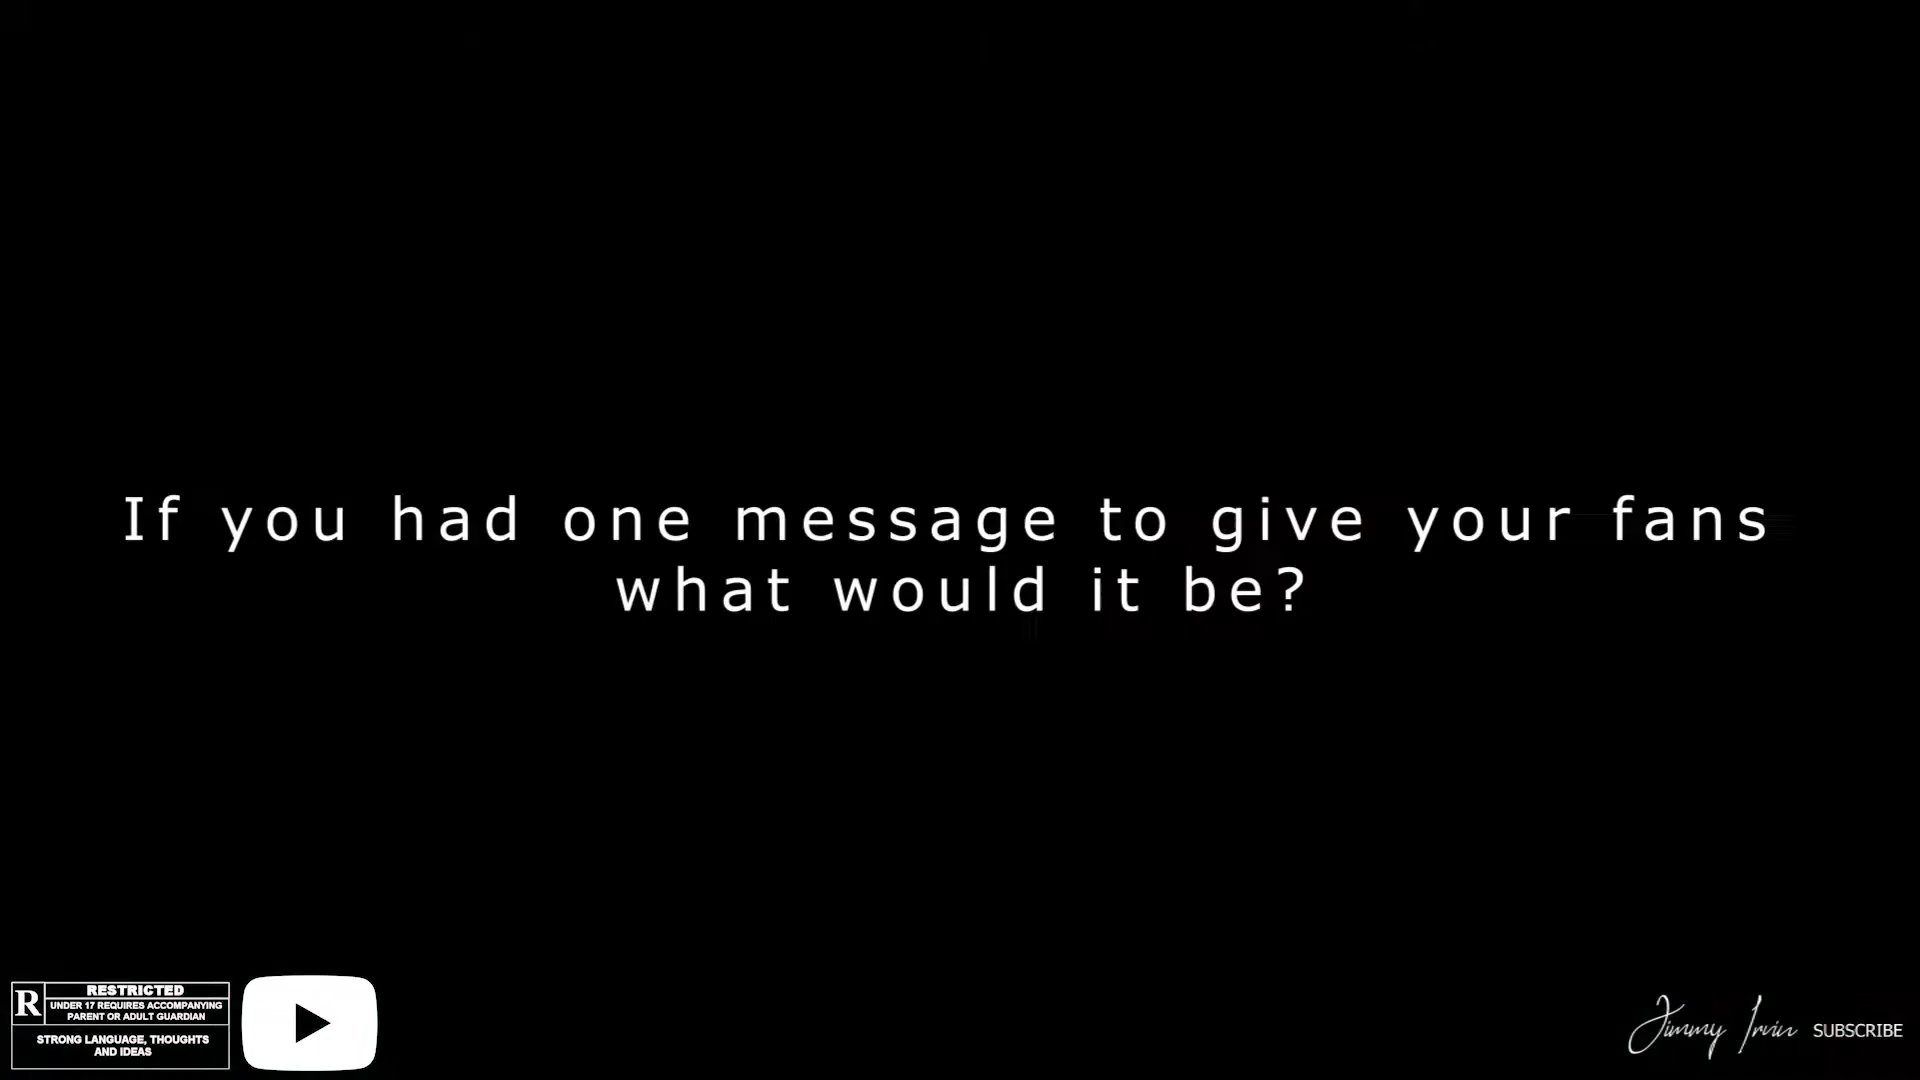 If you had one message to give your fans
what would it be?
R
RESTRICTED
UNDER 17 REQUIRES ACCOMPANYING
PARENT OR ADULT GUARDIAN
STRONG LANGUAGE, THOUGHTS
AND IDEAS
Jimmy Irvin SUBSCRIBE